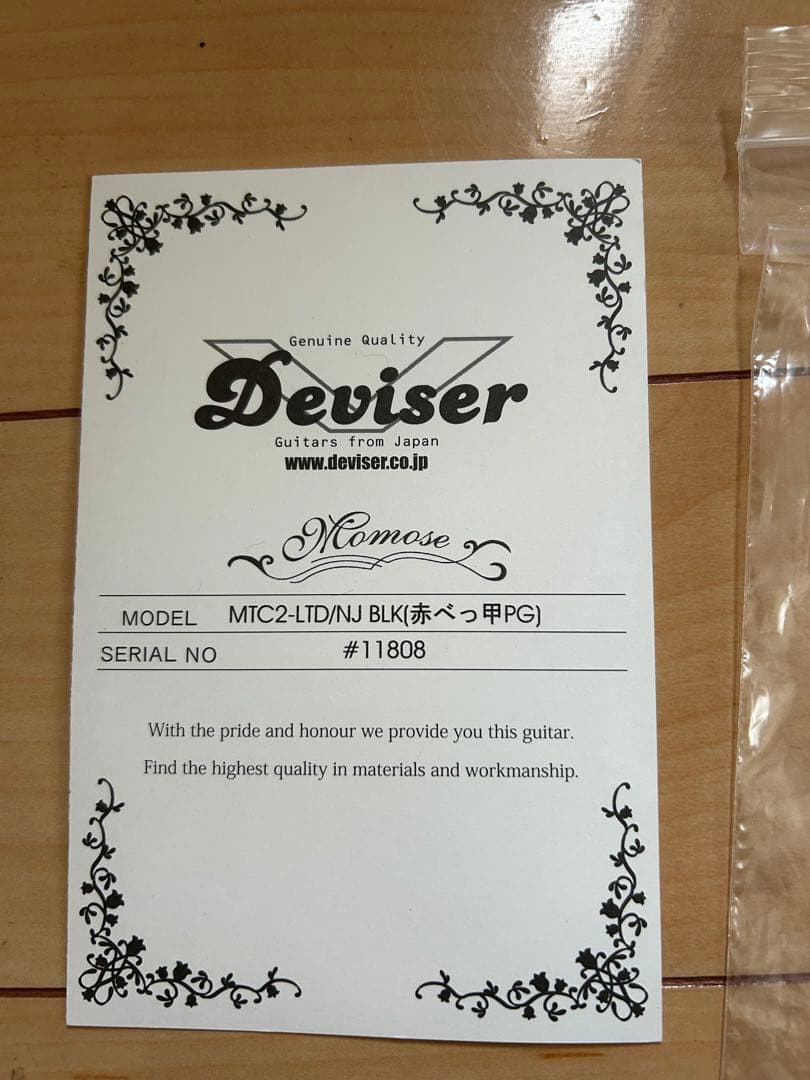 Genuine Quality
Deviser
Guitars from Japan
www.deviser.co.jp
Momose
MODEL MTC2-LTD/NJ BLK(赤べっ甲PG)
SERIAL NO #11808
With the pride and honour we provide you this guitar.
Find the highest quality in materials and workmanship.